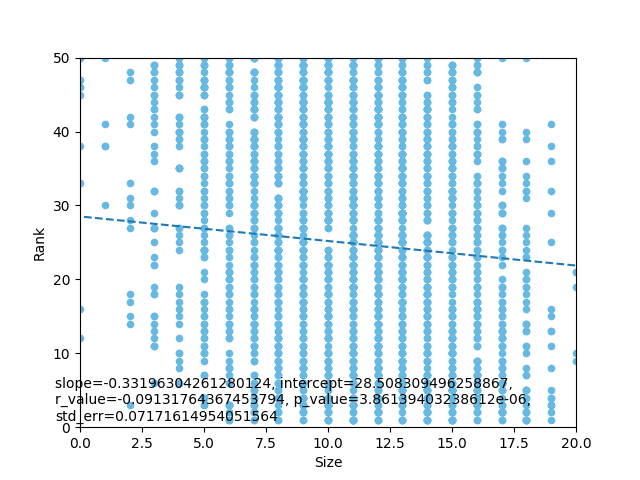 50
40
30
20
10
0
Rank
slope=-0.33196304261280124, intercept=28.508309496258867,
r_value=-0.09131764367453794, p_value=3.86139403238612e-06,
std_err=0.07171614954051564
0.0 2.5 5.0 7.5 10.0 12.5 15.0 17.5 20.0
Size